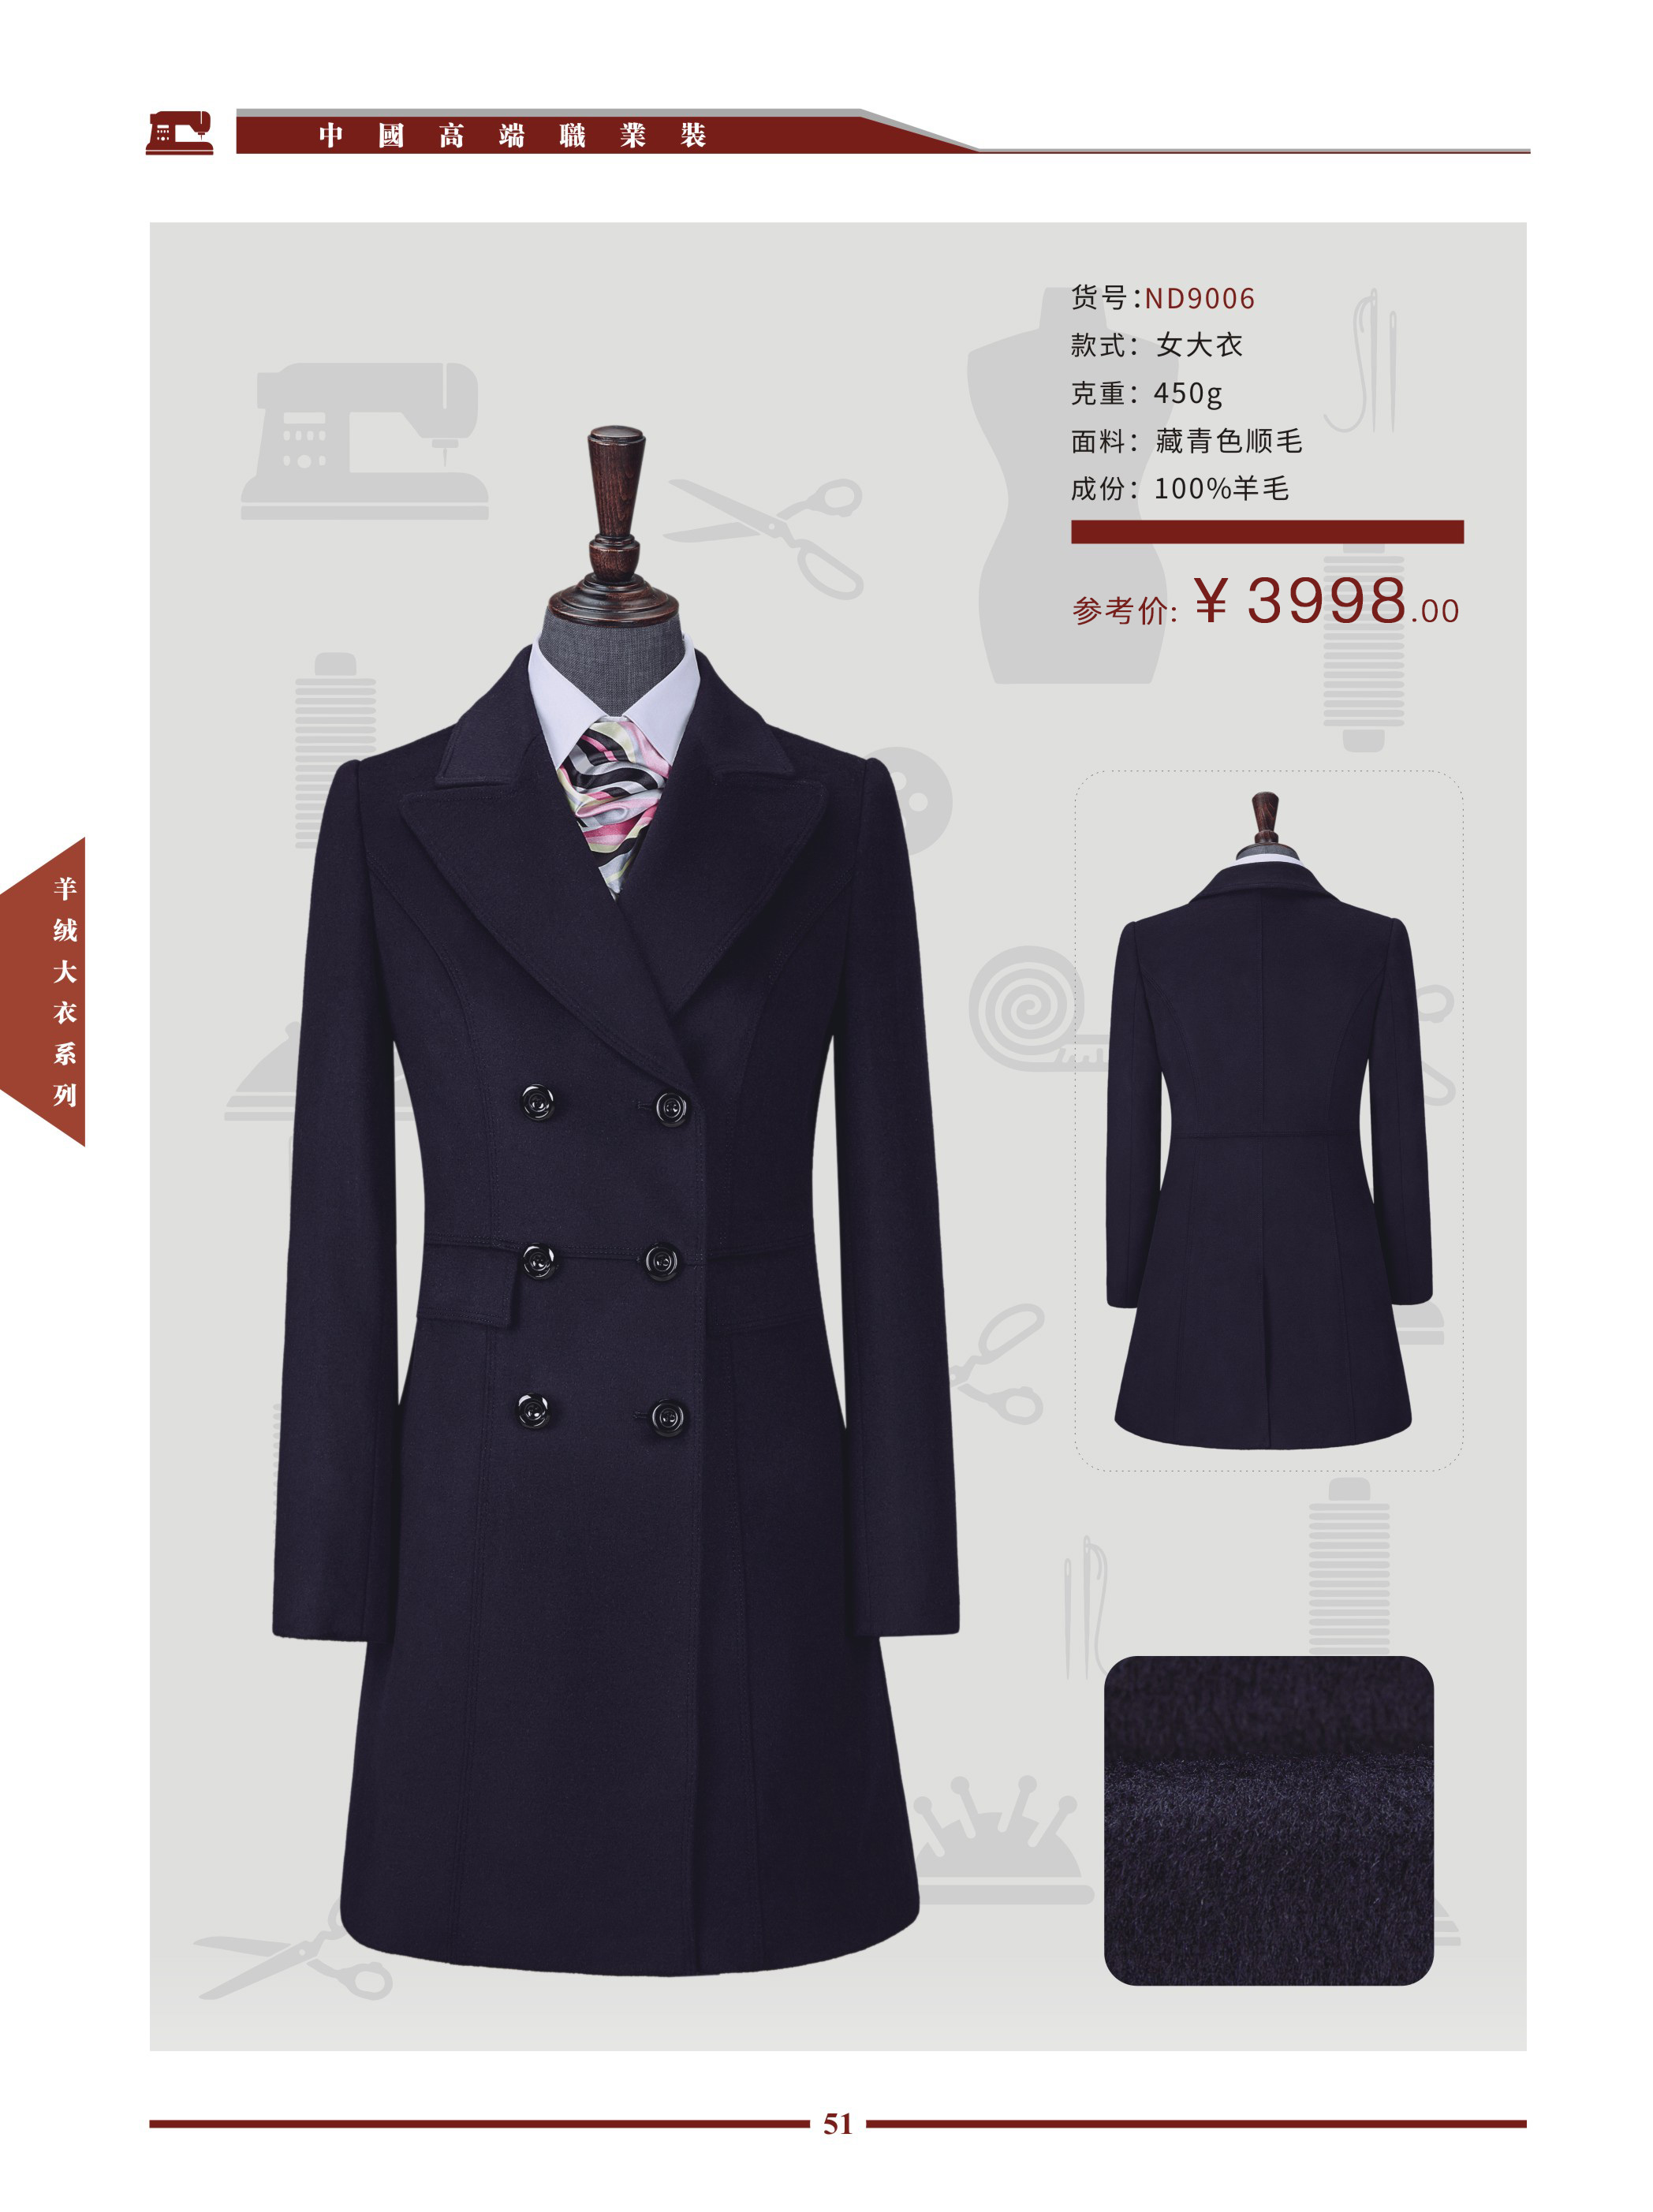 中國高端職業裝
货号：ND9006
款式：女大衣
克重：450g
面料：藏青色顺毛
成份：100%羊毛
参考价:￥3998.00
羊绒大衣系列
51